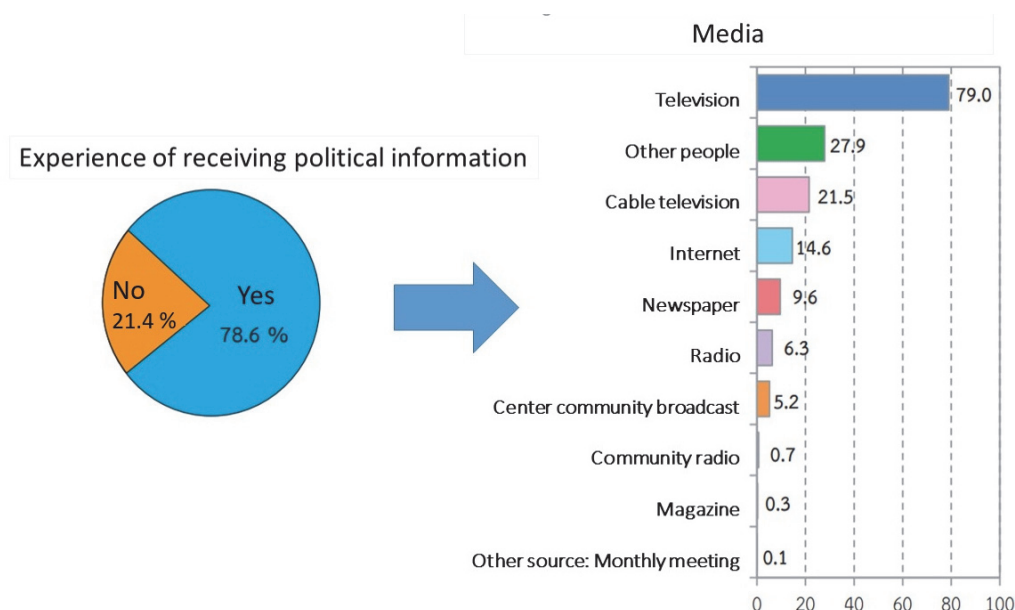 Media
Experience of receiving political information
No
21.4 %
Yes
78.6 %
Television
79.0
Other people
27.9
Cable television
21.5
Internet
14.6
Newspaper
9.6
Radio
6.3
Center community broadcast
5.2
Community radio
0.7
Magazine
0.3
Other source: Monthly meeting
0.1
0 20 40 60 80 100